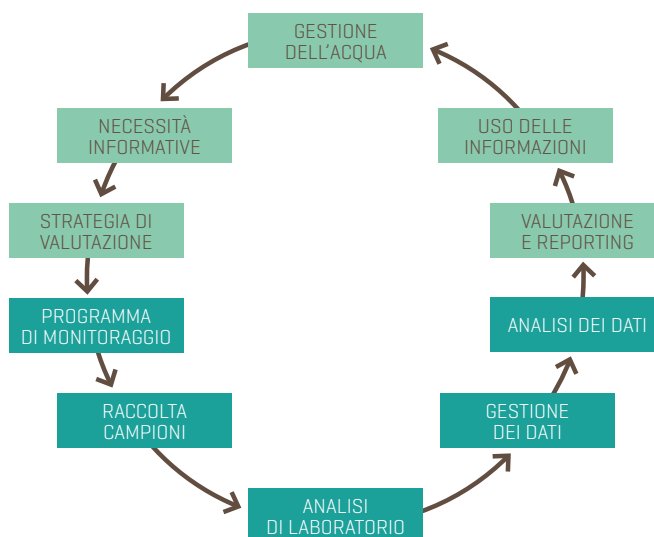 GESTIONE
DELL'ACQUA
NECESSITÀ
INFORMATIVE
USO DELLE
INFORMAZIONI
STRATEGIA DI
VALUTAZIONE
VALUTAZIONE
E REPORTING
PROGRAMMA
DI MONITORAGGIO
ANALISI DEI DATI
RACCOLTA
CAMPIONI
GESTIONE
DEI DATI
ANALISI
DI LABORATORIO